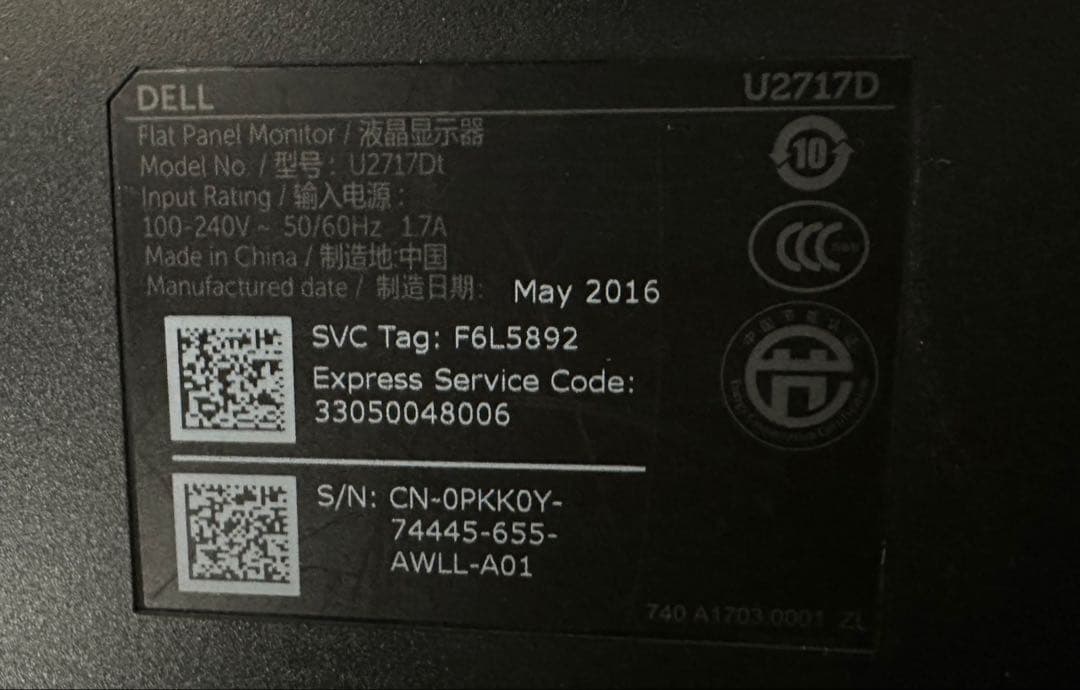 DELL
U2717D
Flat Panel Monitor / 液晶显示器
Model No. / 型号: U2717Dt
Input Rating / 输入电源:
100-240V ~ 50/60Hz 1.7A
Made in China / 制造地:中国
Manufactured date / 制造日期: May 2016
10
CCC
SVC Tag: F6L5892
Express Service Code:
33050048006
S/N: CN-0PKK0Y-
74445-655-
AWLL-A01
740 A1703 0001 ZL